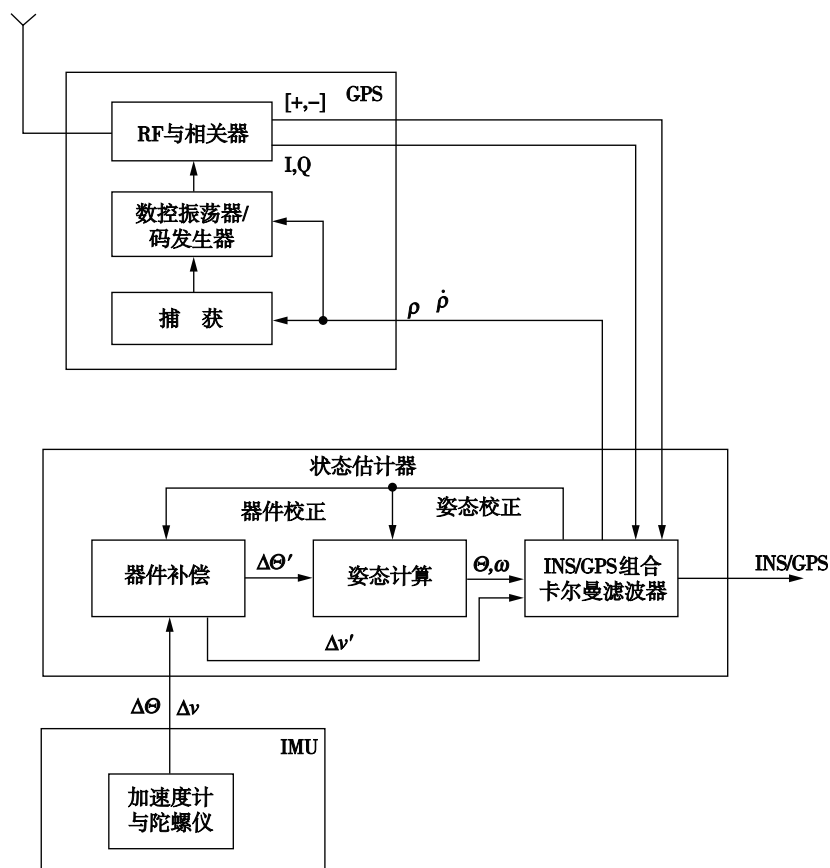 GPS
[+,−]
RF与相关器
I,Q
数控振荡器/
码发生器
捕 获
ρ ρ̇
状态估计器
器件校正
姿态校正
器件补偿
ΔΘ′
姿态计算
Θ,ω
INS/GPS组合
卡尔曼滤波器
INS/GPS
Δv′
ΔΘ Δv
IMU
加速度计
与陀螺仪